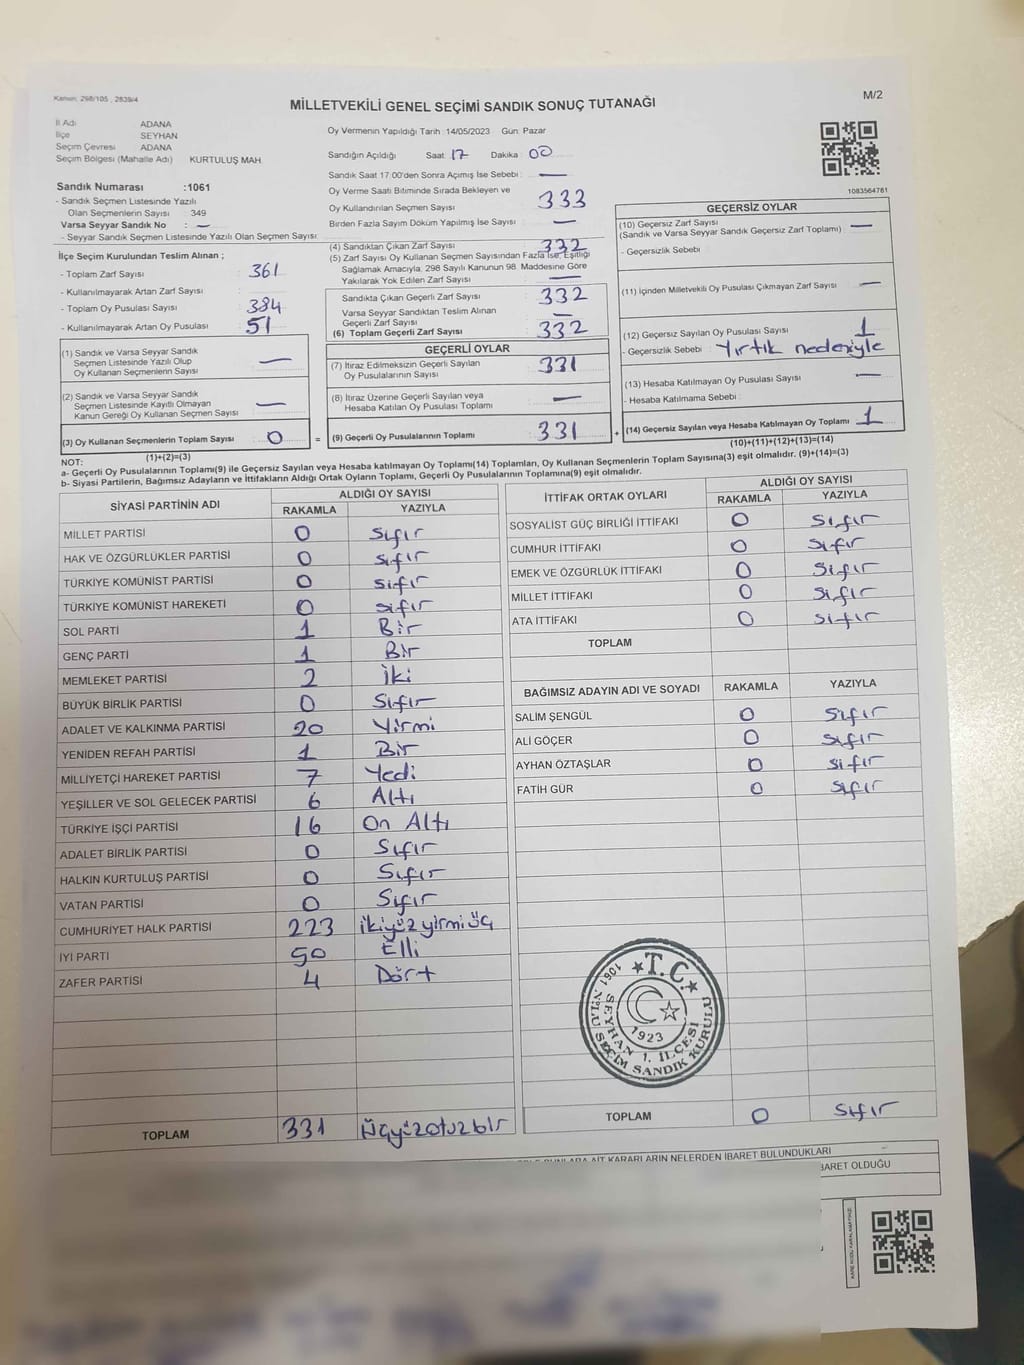 Kanun: 298/105 , 2839/4
MİLLETVEKİLİ GENEL SEÇİMİ SANDIK SONUÇ TUTANAĞI
M/2
İl Adı ADANA
İlçe SEYHAN
Seçim Çevresi ADANA
Seçim Bölgesi (Mahalle Adı) KURTULUŞ MAH.
Sandık Numarası :1061
- Sandık Seçmen Listesinde Yazılı
Olan Seçmenlerin Sayısı : 349
Varsa Seyyar Sandık No : —
- Seyyar Sandık Seçmen Listesinde Yazılı Olan Seçmen Sayısı:
İlçe Seçim Kurulundan Teslim Alınan ;
- Toplam Zarf Sayısı : 361
- Kullanılmayarak Artan Zarf Sayısı :
- Toplam Oy Pusulası Sayısı : 384
- Kullanılmayarak Artan Oy Pusulası : 51
(1) Sandık ve Varsa Seyyar Sandık
Seçmen Listesinde Yazılı Olup
Oy Kullanan Seçmenlerin Sayısı : —
(2) Sandık ve Varsa Seyyar Sandık
Seçmen Listesinde Kayıtlı Olmayan
Kanun Gereği Oy Kullanan Seçmen Sayısı : —
(3) Oy Kullanan Seçmenlerin Toplam Sayısı : 0
(1)+(2)=(3)
Oy Vermenin Yapıldığı Tarih :14/05/2023 Gün: Pazar
Sandığın Açıldığı Saat: 17 Dakika: 00
Sandık Saat 17:00'den Sonra Açımış İse Sebebi : —
Oy Verme Saati Bitiminde Sırada Bekleyen ve
Oy Kullandırılan Seçmen Sayısı : 333
Birden Fazla Sayım Döküm Yapılmış İse Sayısı : —
(4) Sandıktan Çıkan Zarf Sayısı : 332
(5) Zarf Sayısı Oy Kullanan Seçmen Sayısından Fazla İse, Eşitliği
Sağlamak Amacıyla, 298 Sayılı Kanunun 98. Maddesine Göre
Yakılarak Yok Edilen Zarf Sayısı : —
Sandıkta Çıkan Geçerli Zarf Sayısı : 332
Varsa Seyyar Sandıktan Teslim Alınan
Geçerli Zarf Sayısı : —
(6) Toplam Geçerli Zarf Sayısı : 332
GEÇERLİ OYLAR
(7) İtiraz Edilmeksizin Geçerli Sayılan
Oy Pusulalarının Sayısı : 331
(8) İtiraz Üzerine Geçerli Sayılan veya
Hesaba Katılan Oy Pusulası Toplamı : —
= (9) Geçerli Oy Pusulalarının Toplamı : 331
1083564781
GEÇERSİZ OYLAR
(10) Geçersiz Zarf Sayısı
(Sandık ve Varsa Seyyar Sandık Geçersiz Zarf Toplamı) : —
- Geçersizlik Sebebi :
(11) İçinden Milletvekili Oy Pusulası Çıkmayan Zarf Sayısı : —
(12) Geçersiz Sayılan Oy Pusulası Sayısı : 1
- Geçersizlik Sebebi : Yırtık nedeniyle
(13) Hesaba Katılmayan Oy Pusulası Sayısı : —
- Hesaba Katılmama Sebebi :
+ (14) Geçersiz Sayılan veya Hesaba Katılmayan Oy Toplamı : 1
(10)+(11)+(12)+(13)=(14)
NOT:
a- Geçerli Oy Pusulalarının Toplamı(9) ile Geçersiz Sayılan veya Hesaba katılmayan Oy Toplamı(14) Toplamları, Oy Kullanan Seçmenlerin Toplam Sayısına(3) eşit olmalıdır. (9)+(14)=(3)
b- Siyasi Partilerin, Bağımsız Adayların ve İttifakların Aldığı Ortak Oyların Toplamı, Geçerli Oy Pusulalarının Toplamına(9) eşit olmalıdır.
SİYASİ PARTİNİN ADI ALDIĞI OY SAYISI
RAKAMLA YAZIYLA
MİLLET PARTİSİ 0 Sıfır
HAK VE ÖZGÜRLÜKLER PARTİSİ 0 Sıfır
TÜRKİYE KOMÜNİST PARTİSİ 0 Sıfır
TÜRKİYE KOMÜNİST HAREKETİ 0 Sıfır
SOL PARTİ 1 Bir
GENÇ PARTİ 1 Bir
MEMLEKET PARTİSİ 2 İki
BÜYÜK BİRLİK PARTİSİ 0 Sıfır
ADALET VE KALKINMA PARTİSİ 20 Yirmi
YENİDEN REFAH PARTİSİ 1 Bir
MİLLİYETÇİ HAREKET PARTİSİ 7 Yedi
YEŞİLLER VE SOL GELECEK PARTİSİ 6 Altı
TÜRKİYE İŞÇİ PARTİSİ 16 On Altı
ADALET BİRLİK PARTİSİ 0 Sıfır
HALKIN KURTULUŞ PARTİSİ 0 Sıfır
VATAN PARTİSİ 0 Sıfır
CUMHURİYET HALK PARTİSİ 223 İkiyüzyirmiüç
İYİ PARTİ 50 Elli
ZAFER PARTİSİ 4 Dört
TOPLAM 331 Üçyüzotuzbir
İTTİFAK ORTAK OYLARI ALDIĞI OY SAYISI
RAKAMLA YAZIYLA
SOSYALİST GÜÇ BİRLİĞİ İTTİFAKI 0 Sıfır
CUMHUR İTTİFAKI 0 Sıfır
EMEK VE ÖZGÜRLÜK İTTİFAKI 0 Sıfır
MİLLET İTTİFAKI 0 Sıfır
ATA İTTİFAKI 0 Sıfır
TOPLAM
BAĞIMSIZ ADAYIN ADI VE SOYADI RAKAMLA YAZIYLA
SALİM ŞENGÜL 0 Sıfır
ALİ GÖÇER 0 Sıfır
AYHAN ÖZTAŞLAR 0 Sıfır
FATİH GÜR 0 Sıfır
★T.C.★
1061 NºLU SEÇİM SANDIK KURULU
SEYHAN 1. İLÇESİ
1923
TOPLAM 0 Sıfır
AİT KARARLARIN NELERDEN İBARET BULUNDUKLARI
İBARET OLDUĞU